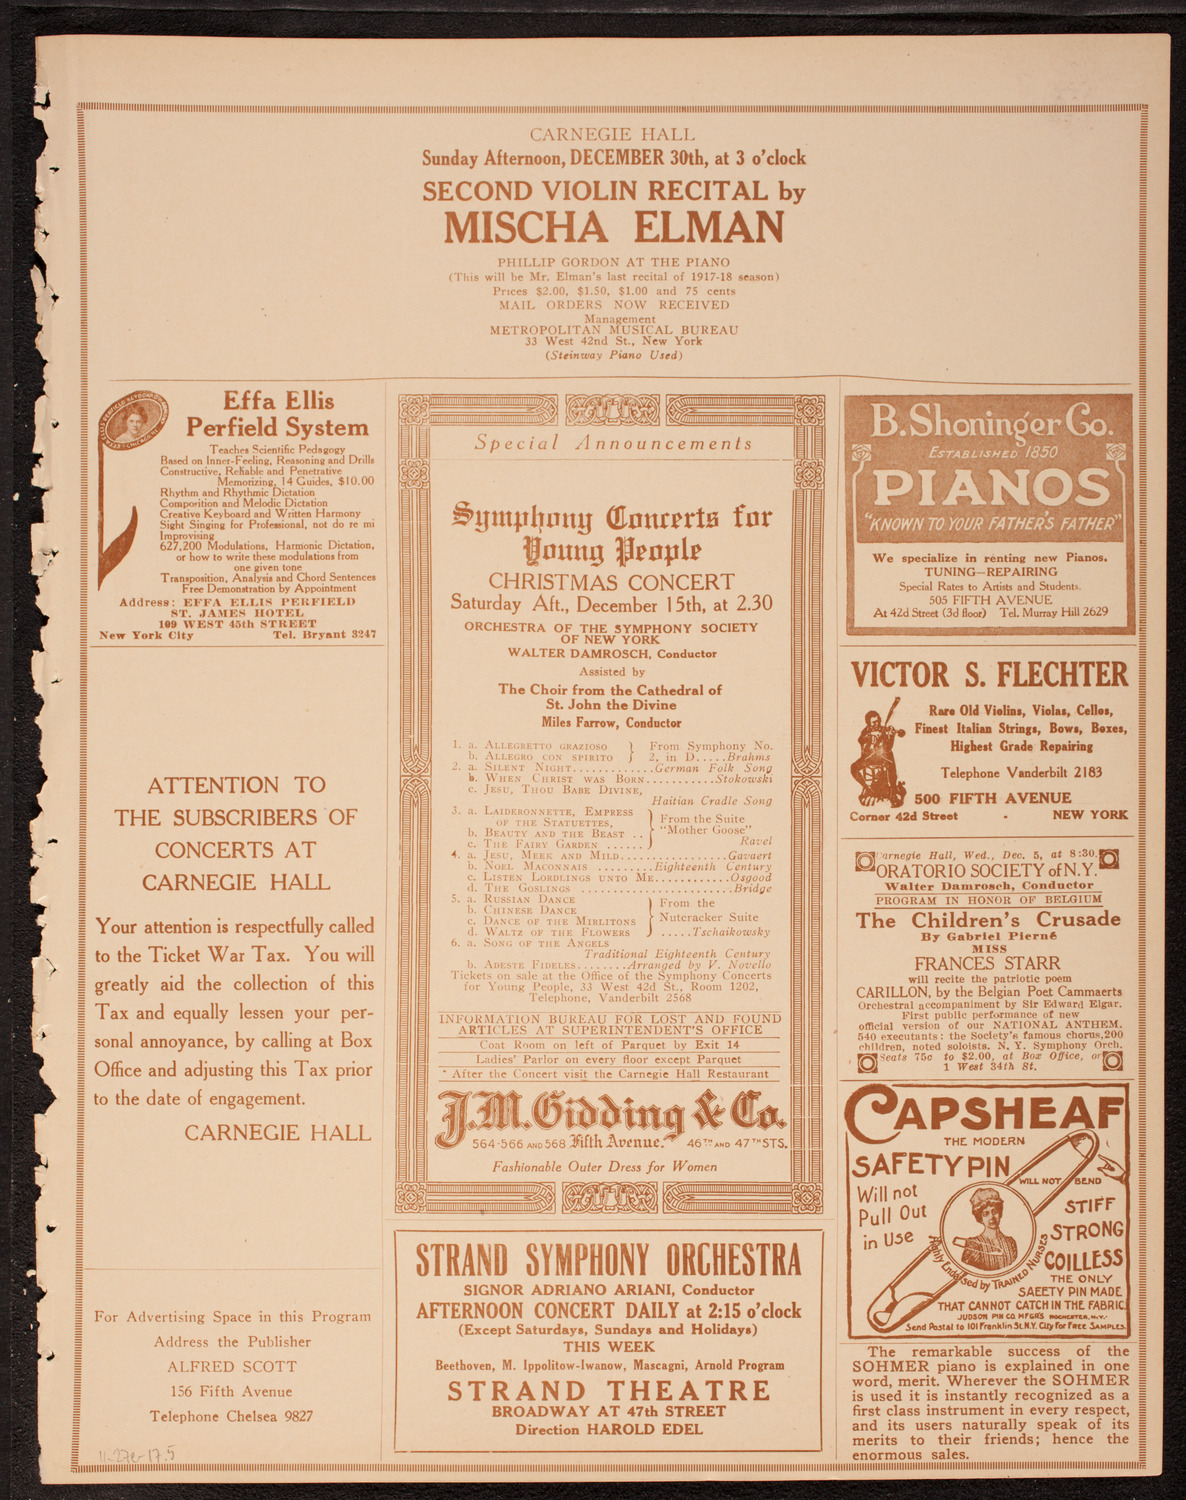 CARNEGIE HALL
Sunday Afternoon, DECEMBER 30th, at 3 o'clock
SECOND VIOLIN RECITAL by
MISCHA ELMAN
PHILLIP GORDON AT THE PIANO
(This will be Mr. Elman's last recital of 1917-18 season)
Prices $2.00, $1.50, $1.00 and 75 cents
MAIL ORDERS NOW RECEIVED
Management
METROPOLITAN MUSICAL BUREAU
33 West 42nd St., New York
(Steinway Piano Used)
Effa Ellis
Perfield System
Teaches Scientific Pedagogy
Based on Inner-Feeling, Reasoning and Drills
Constructive, Reliable and Penetrative
Memorizing, 14 Guides, $10.00
Rhythm and Rhythmic Dictation
Composition and Melodic Dictation
Creative Keyboard and Written Harmony
Sight Singing for Professional, not do re mi
Improvising
627,200 Modulations, Harmonic Dictation,
or how to write these modulations from
one given tone
Transposition, Analysis and Chord Sentences
Free Demonstration by Appointment
Address: EFFA ELLIS PERFIELD
ST. JAMES HOTEL
109 WEST 45th STREET
New York City Tel. Bryant 3247
ATTENTION TO
THE SUBSCRIBERS OF
CONCERTS AT
CARNEGIE HALL
Your attention is respectfully called
to the Ticket War Tax. You will
greatly aid the collection of this
Tax and equally lessen your per-
sonal annoyance, by calling at Box
Office and adjusting this Tax prior
to the date of engagement.
CARNEGIE HALL
For Advertising Space in this Program
Address the Publisher
ALFRED SCOTT
156 Fifth Avenue
Telephone Chelsea 9827
11-27e-17.5
Special Announcements
Symphony Concerts for
Young People
CHRISTMAS CONCERT
Saturday Aft., December 15th, at 2.30
ORCHESTRA OF THE SYMPHONY SOCIETY
OF NEW YORK
WALTER DAMROSCH, Conductor
Assisted by
The Choir from the Cathedral of
St. John the Divine
Miles Farrow, Conductor
1. a. ALLEGRETTO GRAZIOSO } From Symphony No.
b. ALLEGRO CON SPIRITO } 2, in D.....Brahms
2. a. SILENT NIGHT............German Folk Song
b. WHEN CHRIST WAS BORN..........Stokowski
c. JESU, THOU BABE DIVINE,
Haitian Cradle Song
3. a. LAIDERONNETTE, EMPRESS
OF THE STATUETTES, } From the Suite
b. BEAUTY AND THE BEAST .. } "Mother Goose"
c. THE FAIRY GARDEN ...... } Ravel
4. a. JESU, MEEK AND MILD................Gavaert
b. NOEL MACONNAIS .........Eighteenth Century
c. LISTEN LORDLINGS UNTO ME...........Osgood
d. THE GOSLINGS .......................Bridge
5. a. RUSSIAN DANCE } From the
b. CHINESE DANCE
c. DANCE OF THE MIRLITONS Nutcracker Suite
d. WALTZ OF THE FLOWERS } .....Tschaikowsky
6. a. SONG OF THE ANGELS
Traditional Eighteenth Century
b. ADESTE FIDELES........Arranged by V. Novello
Tickets on sale at the Office of the Symphony Concerts
for Young People, 33 West 42d St., Room 1202,
Telephone, Vanderbilt 2568
INFORMATION BUREAU FOR LOST AND FOUND
ARTICLES AT SUPERINTENDENT'S OFFICE
Coat Room on left of Parquet by Exit 14
Ladies' Parlor on every floor except Parquet
* After the Concert visit the Carnegie Hall Restaurant
J.M. Gidding & Co.
564-566 AND 568 Fifth Avenue. 46TH AND 47TH STS.
Fashionable Outer Dress for Women
STRAND SYMPHONY ORCHESTRA
SIGNOR ADRIANO ARIANI, Conductor
AFTERNOON CONCERT DAILY at 2:15 o'clock
(Except Saturdays, Sundays and Holidays)
THIS WEEK
Beethoven, M. Ippolitow-Iwanow, Mascagni, Arnold Program
STRAND THEATRE
BROADWAY AT 47th STREET
Direction HAROLD EDEL
B. Shoninger Co.
ESTABLISHED 1850
PIANOS
"KNOWN TO YOUR FATHER'S FATHER"
We specialize in renting new Pianos.
TUNING—REPAIRING
Special Rates to Artists and Students.
505 FIFTH AVENUE
At 42d Street (3d floor) Tel. Murray Hill 2629
VICTOR S. FLECHTER
Rare Old Violins, Violas, Cellos,
Finest Italian Strings, Bows, Boxes,
Highest Grade Repairing
Telephone Vanderbilt 2183
500 FIFTH AVENUE
Corner 42d Street - NEW YORK
Carnegie Hall, Wed., Dec. 5, at 8:30.
ORATORIO SOCIETY of N.Y.
Walter Damrosch, Conductor
PROGRAM IN HONOR OF BELGIUM
The Children's Crusade
By Gabriel Pierné
MISS
FRANCES STARR
will recite the patriotic poem
CARILLON, by the Belgian Poet Cammaerts
Orchestral accompaniment by Sir Edward Elgar.
First public performance of new
official version of our NATIONAL ANTHEM.
540 executants: the Society's famous chorus, 200
children, noted soloists. N. Y. Symphony Orch.
Seats 75c to $2.00, at Box Office, or
1 West 34th St.
CAPSHEAF
THE MODERN
SAFETY PIN
WILL NOT BEND
Will not
Pull Out
in Use
STIFF
STRONG
COILLESS
Highly Endorsed by TRAINED NURSES
THE ONLY
SAFETY PIN MADE
THAT CANNOT CATCH IN THE FABRIC.
JUDSON PIN CO. MFGRS. ROCHESTER, N.Y.
Send Postal to 101 Franklin St. N.Y. City For FREE SAMPLES.
The remarkable success of the
SOHMER piano is explained in one
word, merit. Wherever the SOHMER
is used it is instantly recognized as a
first class instrument in every respect,
and its users naturally speak of its
merits to their friends; hence the
enormous sales.